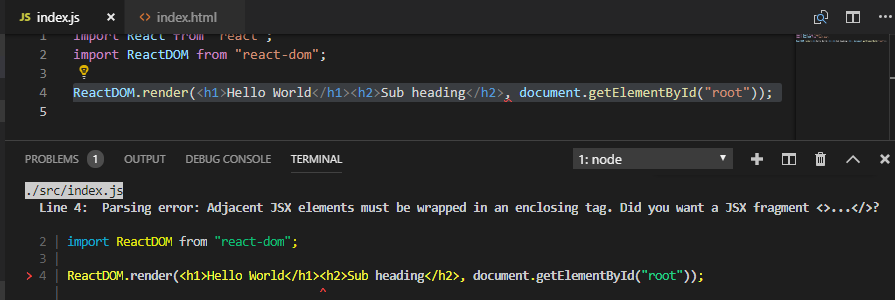 JS index.js × <> index.html ...
1 import React from "react";
2 import ReactDOM from "react-dom";
3
4 ReactDOM.render(<h1>Hello World</h1><h2>Sub heading</h2>, document.getElementById("root"));
5
PROBLEMS 1 OUTPUT DEBUG CONSOLE TERMINAL 1: node
./src/index.js
Line 4: Parsing error: Adjacent JSX elements must be wrapped in an enclosing tag. Did you want a JSX fragment <>...</>?
2 | import ReactDOM from "react-dom";
3 |
> 4 | ReactDOM.render(<h1>Hello World</h1><h2>Sub heading</h2>, document.getElementById("root"));
| ^